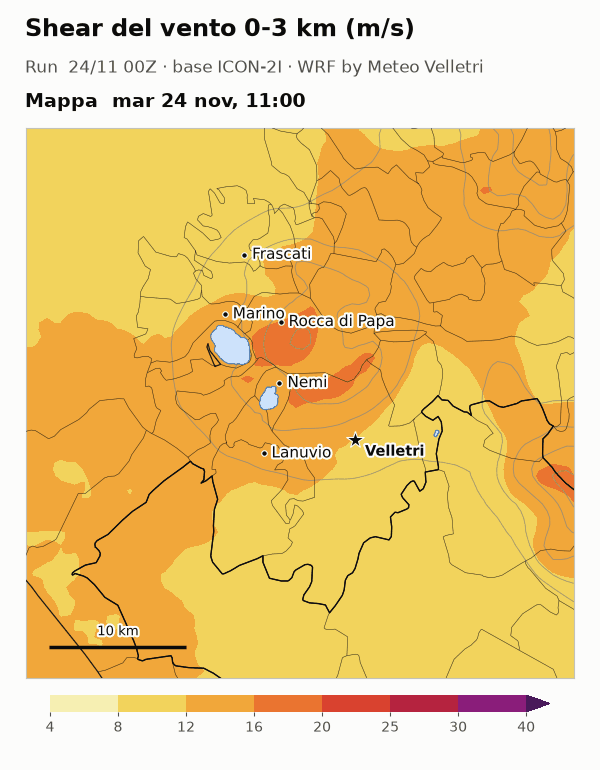 Shear del vento 0-3 km (m/s)
Run  24/11 00Z · base ICON-2I · WRF by Meteo Velletri
Mappa  mar 24 nov, 11:00
Frascati
Marino
Rocca di Papa
Nemi
Velletri
Lanuvio
10 km
4 8 12 16 20 25 30 40